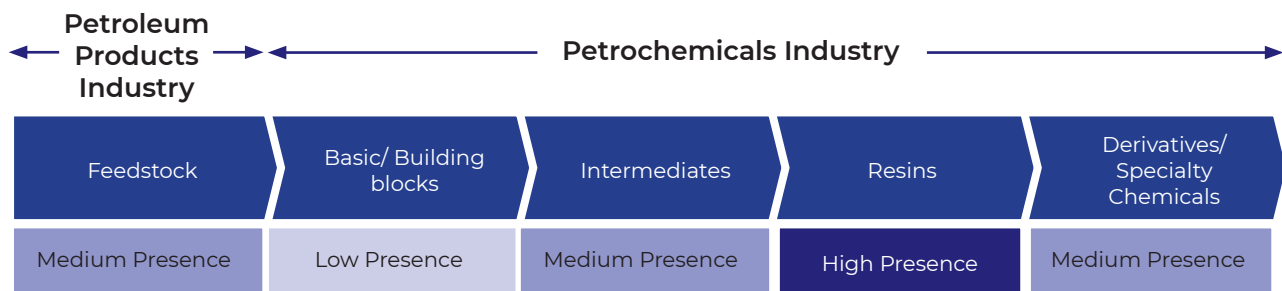 Petroleum
Products
Industry
Petrochemicals Industry
Feedstock
Basic/ Building
blocks
Intermediates
Resins
Derivatives/
Specialty
Chemicals
Medium Presence
Low Presence
Medium Presence
High Presence
Medium Presence